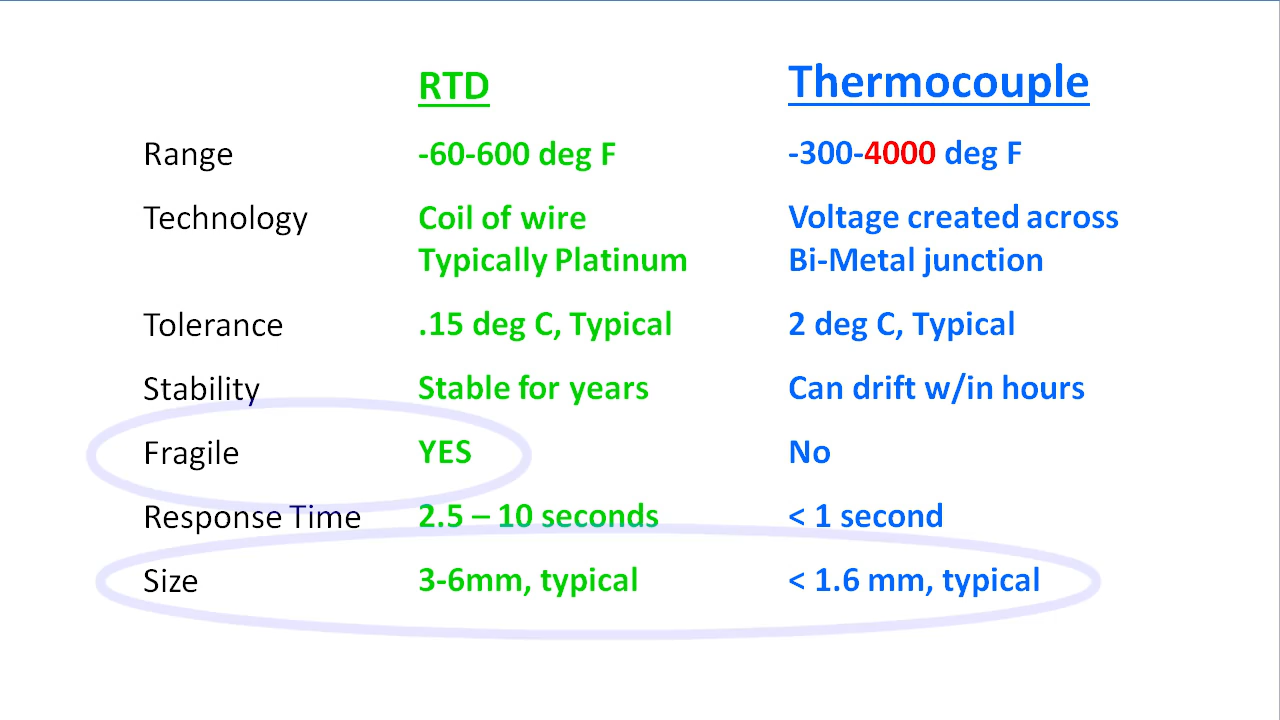 RTD Thermocouple
Range -60-600 deg F -300-4000 deg F
Technology Coil of wire Voltage created across
Typically Platinum Bi-Metal junction
Tolerance .15 deg C, Typical 2 deg C, Typical
Stability Stable for years Can drift w/in hours
Fragile YES No
Response Time 2.5 – 10 seconds < 1 second
Size 3-6mm, typical < 1.6 mm, typical